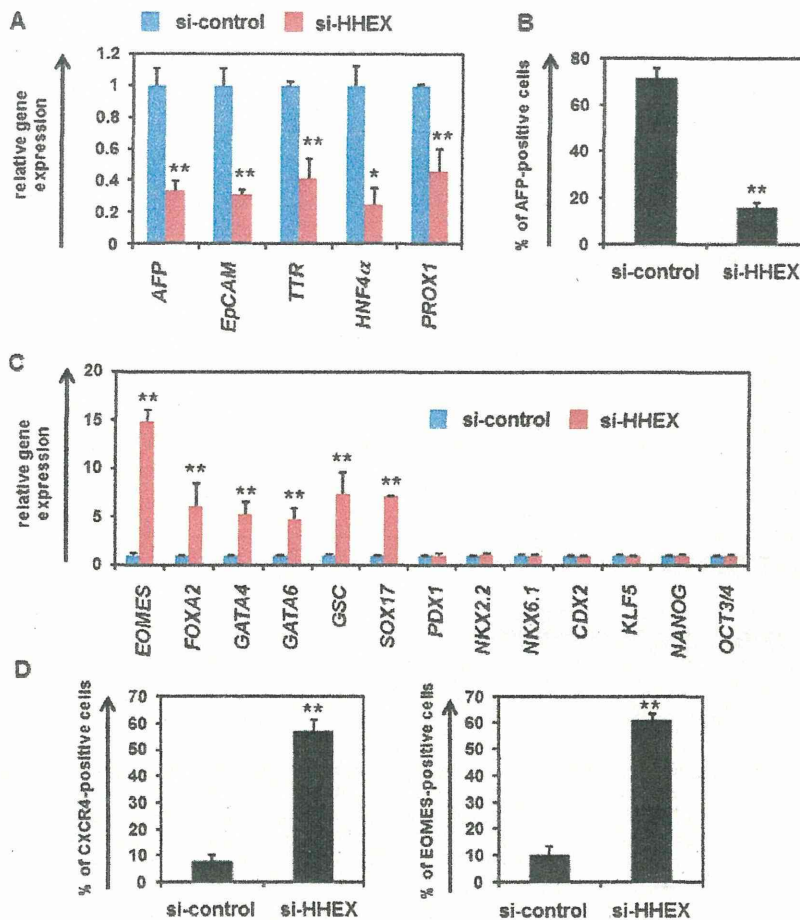 A
si-control
si-HHEX
relative gene
expression
1.2
1
0.8
0.6
0.4
0.2
0
**
**
**
*
**
AFP
EpCAM
TTR
HNF4α
PROX1
B
% of AFP-positive cells
80
60
40
20
0
**
si-control
si-HHEX
C
relative gene
expression
20
15
10
5
0
si-control
si-HHEX
**
**
**
**
**
**
EOMES
FOXA2
GATA4
GATA6
GSC
SOX17
PDX1
NKX2.2
NKX6.1
CDX2
KLF5
NANOG
OCT3/4
D
% of CXCR4-positive cells
70
60
50
40
30
20
10
0
**
si-control
si-HHEX
% of EOMES-positive cells
70
60
50
40
30
20
10
0
**
si-control
si-HHEX